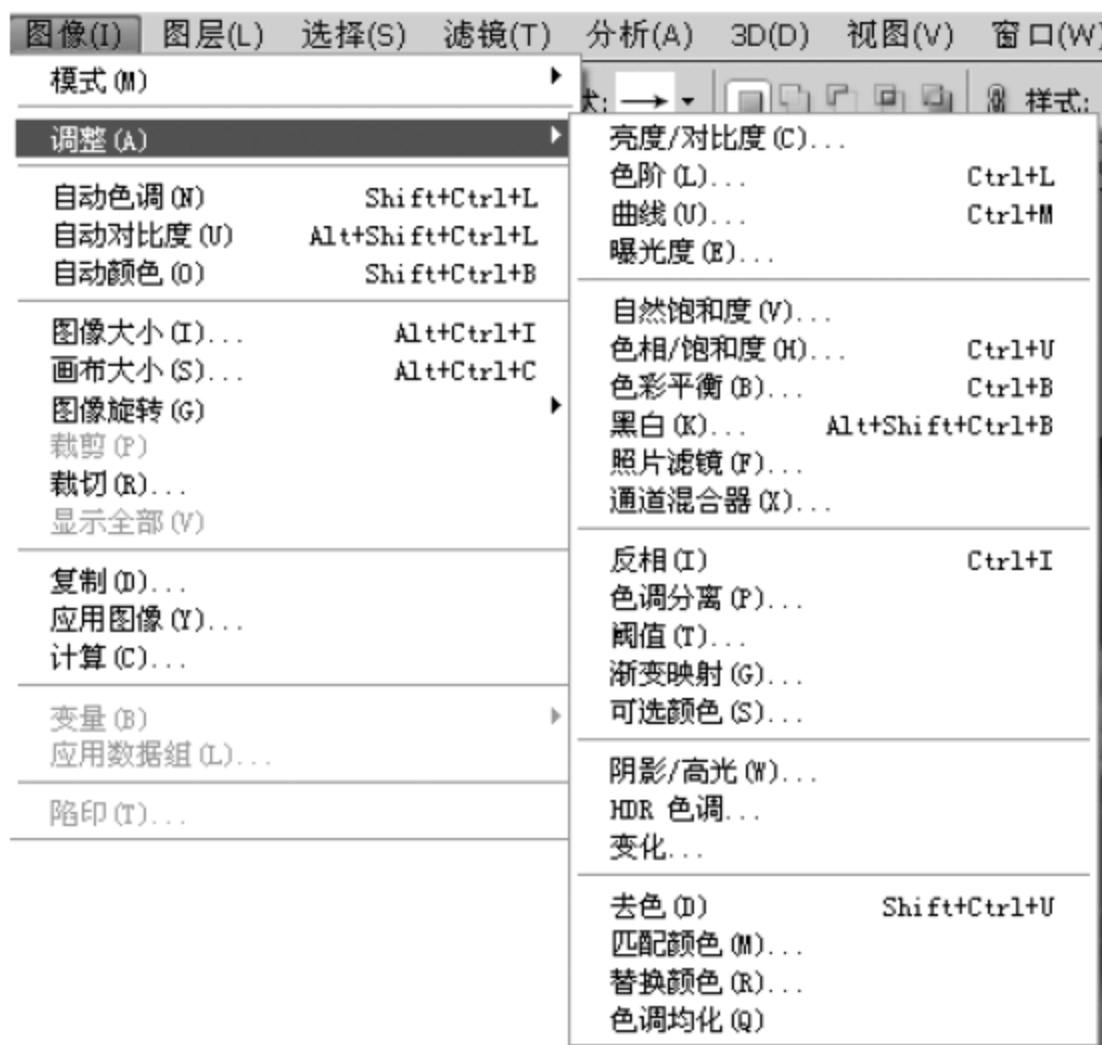 图像(I) 图层(L) 选择(S) 滤镜(T) 分析(A) 3D(D) 视图(V) 窗口(W)
模式(M)
样式:
调整(A)
自动色调(N) Shift+Ctrl+L
自动对比度(U) Alt+Shift+Ctrl+L
自动颜色(O) Shift+Ctrl+B
图像大小(I)... Alt+Ctrl+I
画布大小(S)... Alt+Ctrl+C
图像旋转(G)
裁剪(P)
裁切(R)...
显示全部(V)
复制(D)...
应用图像(Y)...
计算(C)...
变量(B)
应用数据组(L)...
陷印(T)...
亮度/对比度(C)...
色阶(L)... Ctrl+L
曲线(U)... Ctrl+M
曝光度(E)...
自然饱和度(V)...
色相/饱和度(H)... Ctrl+U
色彩平衡(B)... Ctrl+B
黑白(K)... Alt+Shift+Ctrl+B
照片滤镜(F)...
通道混合器(X)...
反相(I) Ctrl+I
色调分离(P)...
阈值(T)...
渐变映射(G)...
可选颜色(S)...
阴影/高光(W)...
HDR 色调...
变化...
去色(D) Shift+Ctrl+U
匹配颜色(M)...
替换颜色(R)...
色调均化(Q)